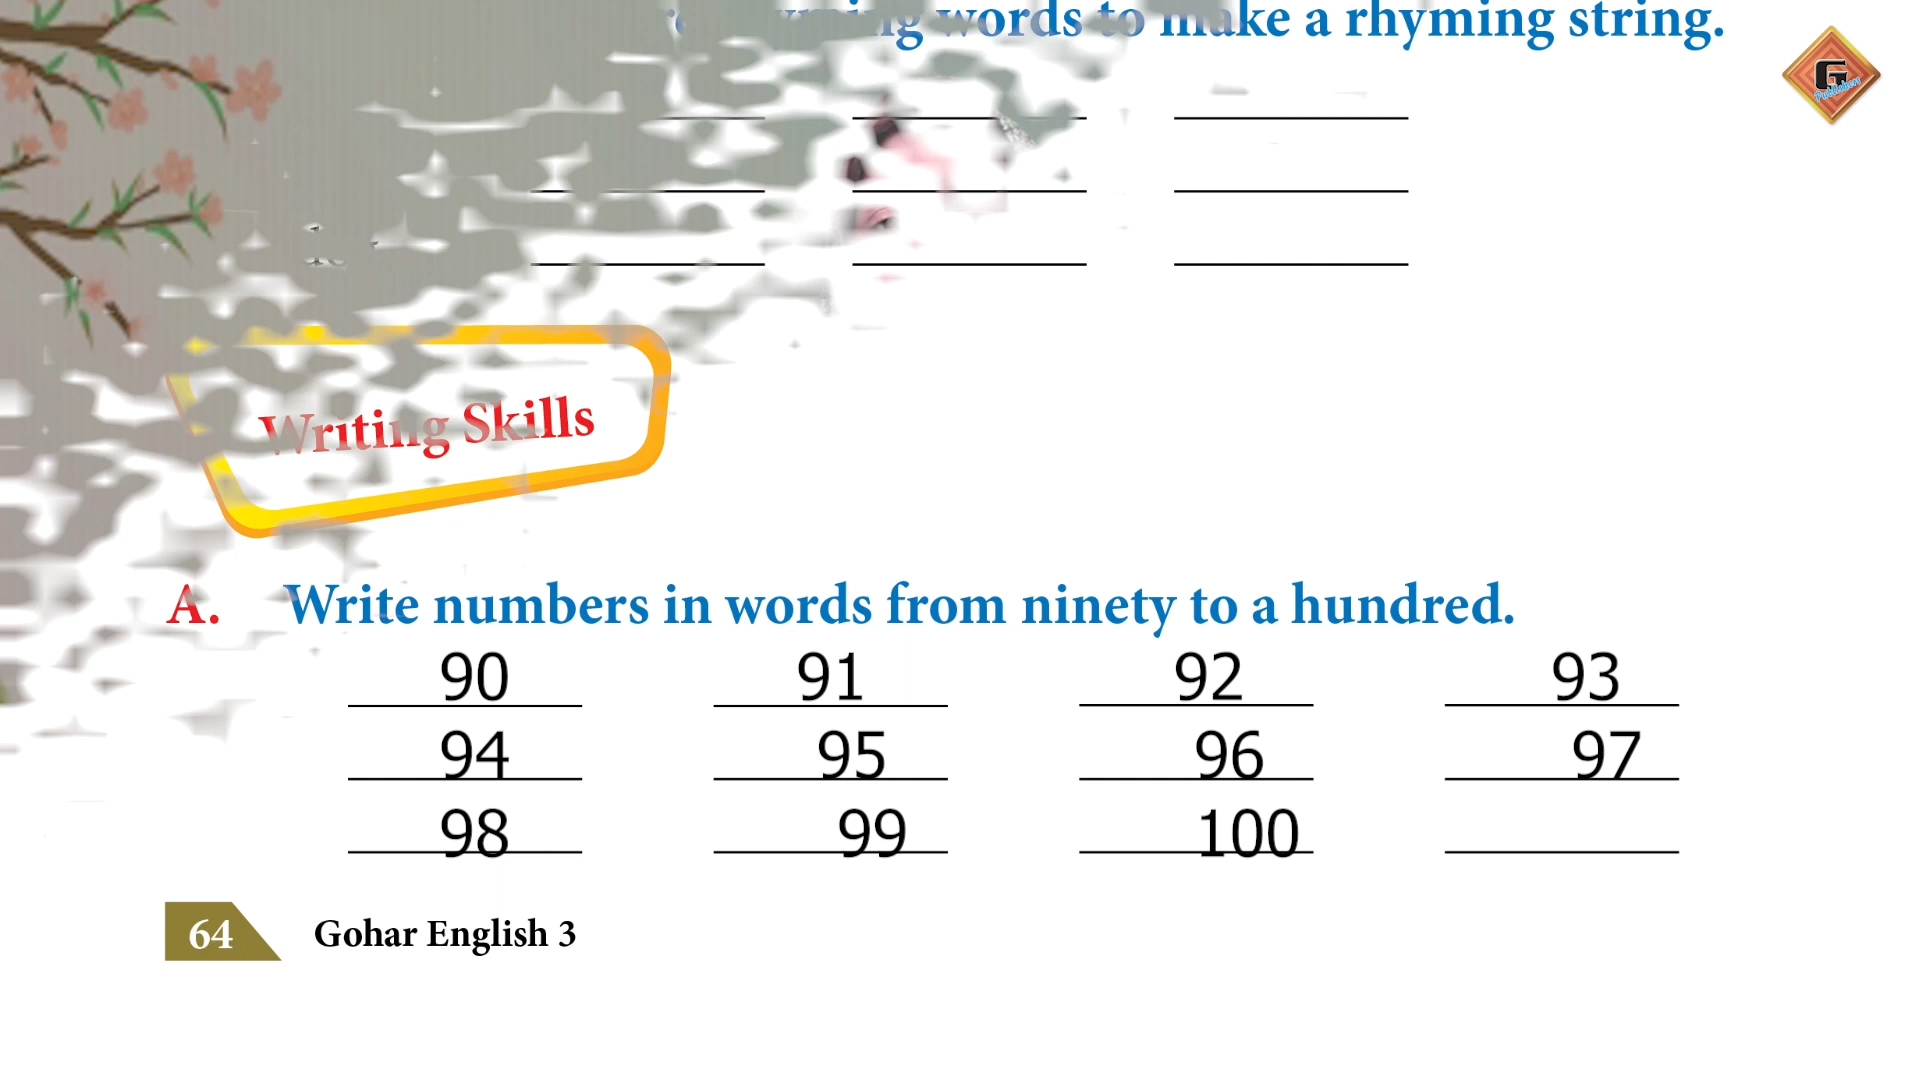 words to make a rhyming string.
G
Publishers
Writing Skills
A. Write numbers in words from ninety to a hundred.
90 91 92 93
94 95 96 97
98 99 100
64 Gohar English 3